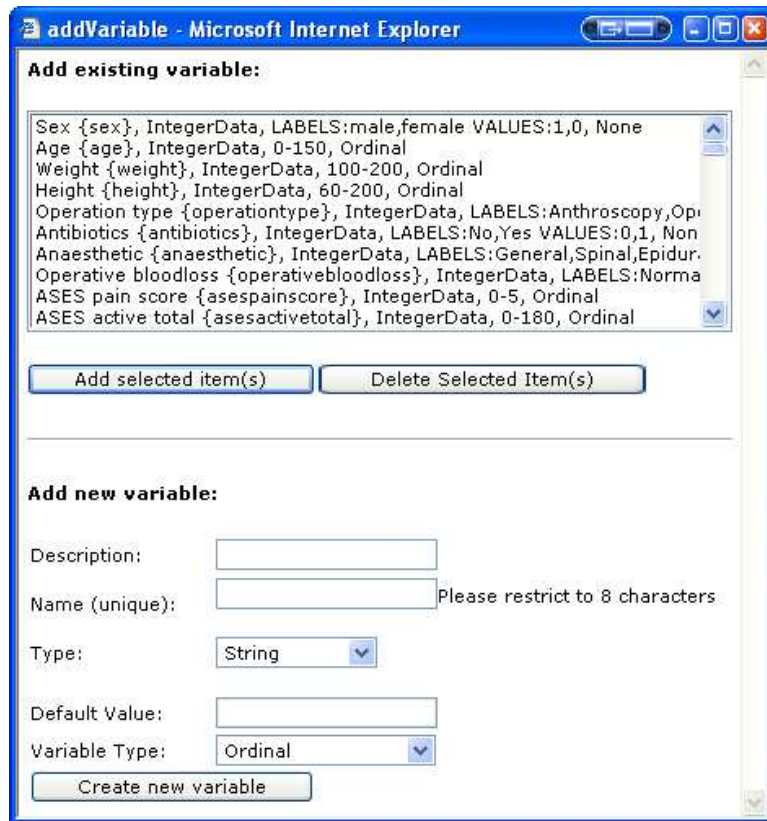 addVariable - Microsoft Internet Explorer
Add existing variable:
Sex {sex}, IntegerData, LABELS:male,female VALUES:1,0, None
Age {age}, IntegerData, 0-150, Ordinal
Weight {weight}, IntegerData, 100-200, Ordinal
Height {height}, IntegerData, 60-200, Ordinal
Operation type {operationtype}, IntegerData, LABELS:Anthroscopy,Op
Antibiotics {antibiotics}, IntegerData, LABELS:No,Yes VALUES:0,1, Non
Anaesthetic {anaesthetic}, IntegerData, LABELS:General,Spinal,Epidur
Operative bloodloss {operativebloodloss}, IntegerData, LABELS:Norma
ASES pain score {asespainscore}, IntegerData, 0-5, Ordinal
ASES active total {asesactivetotal}, IntegerData, 0-180, Ordinal
Add selected item(s) Delete Selected Item(s)
Add new variable:
Description:
Name (unique): Please restrict to 8 characters
Type: String
Default Value:
Variable Type: Ordinal
Create new variable